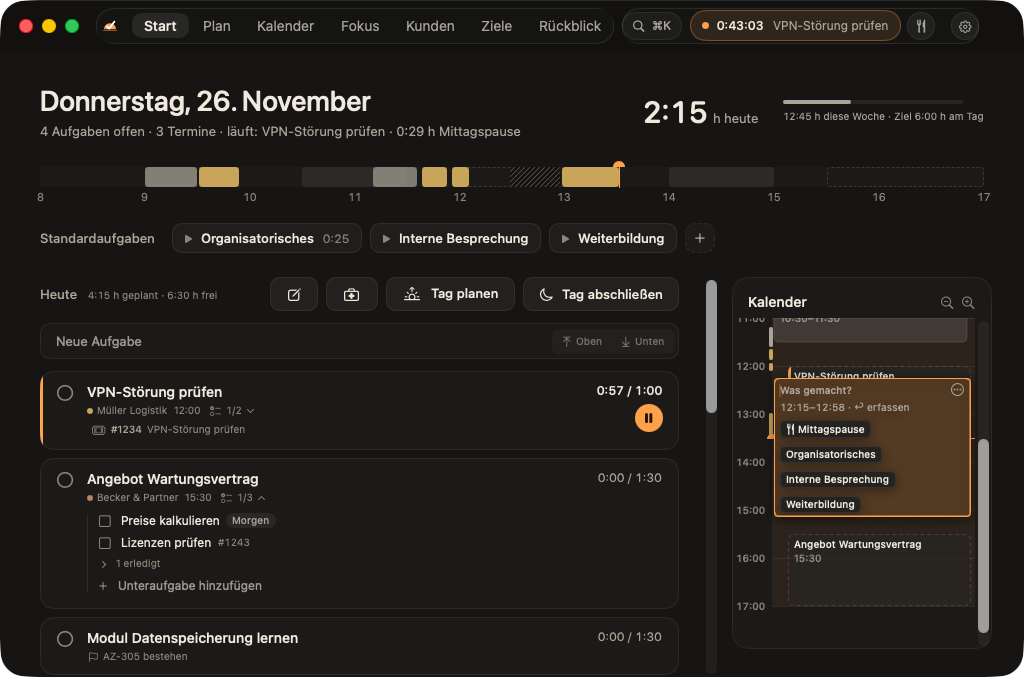 Start Plan Kalender Fokus Kunden Ziele Rückblick ⌘K 0:43:03 VPN-Störung prüfen
Donnerstag, 26. November
4 Aufgaben offen · 3 Termine · läuft: VPN-Störung prüfen · 0:29 h Mittagspause
2:15 h heute
12:45 h diese Woche · Ziel 6:00 h am Tag
8 9 10 11 12 13 14 15 16 17
Standardaufgaben Organisatorisches 0:25 Interne Besprechung Weiterbildung +
Heute 4:15 h geplant · 6:30 h frei Tag planen Tag abschließen
Neue Aufgabe Oben Unten
VPN-Störung prüfen 0:57 / 1:00
Müller Logistik 12:00 1/2
#1234 VPN-Störung prüfen
Angebot Wartungsvertrag 0:00 / 1:30
Becker & Partner 15:30 1/3
Preise kalkulieren Morgen
Lizenzen prüfen #1243
1 erledigt
+ Unteraufgabe hinzufügen
Modul Datenspeicherung lernen 0:00 / 1:30
AZ-305 bestehen
Kalender
11:00 10:30–11:30
12:00 VPN-Störung prüfen
Was gemacht?
12:15–12:58 · ↩ erfassen
13:00 Mittagspause
Organisatorisches
14:00
Interne Besprechung
15:00 Weiterbildung
Angebot Wartungsvertrag
16:00 15:30
17:00